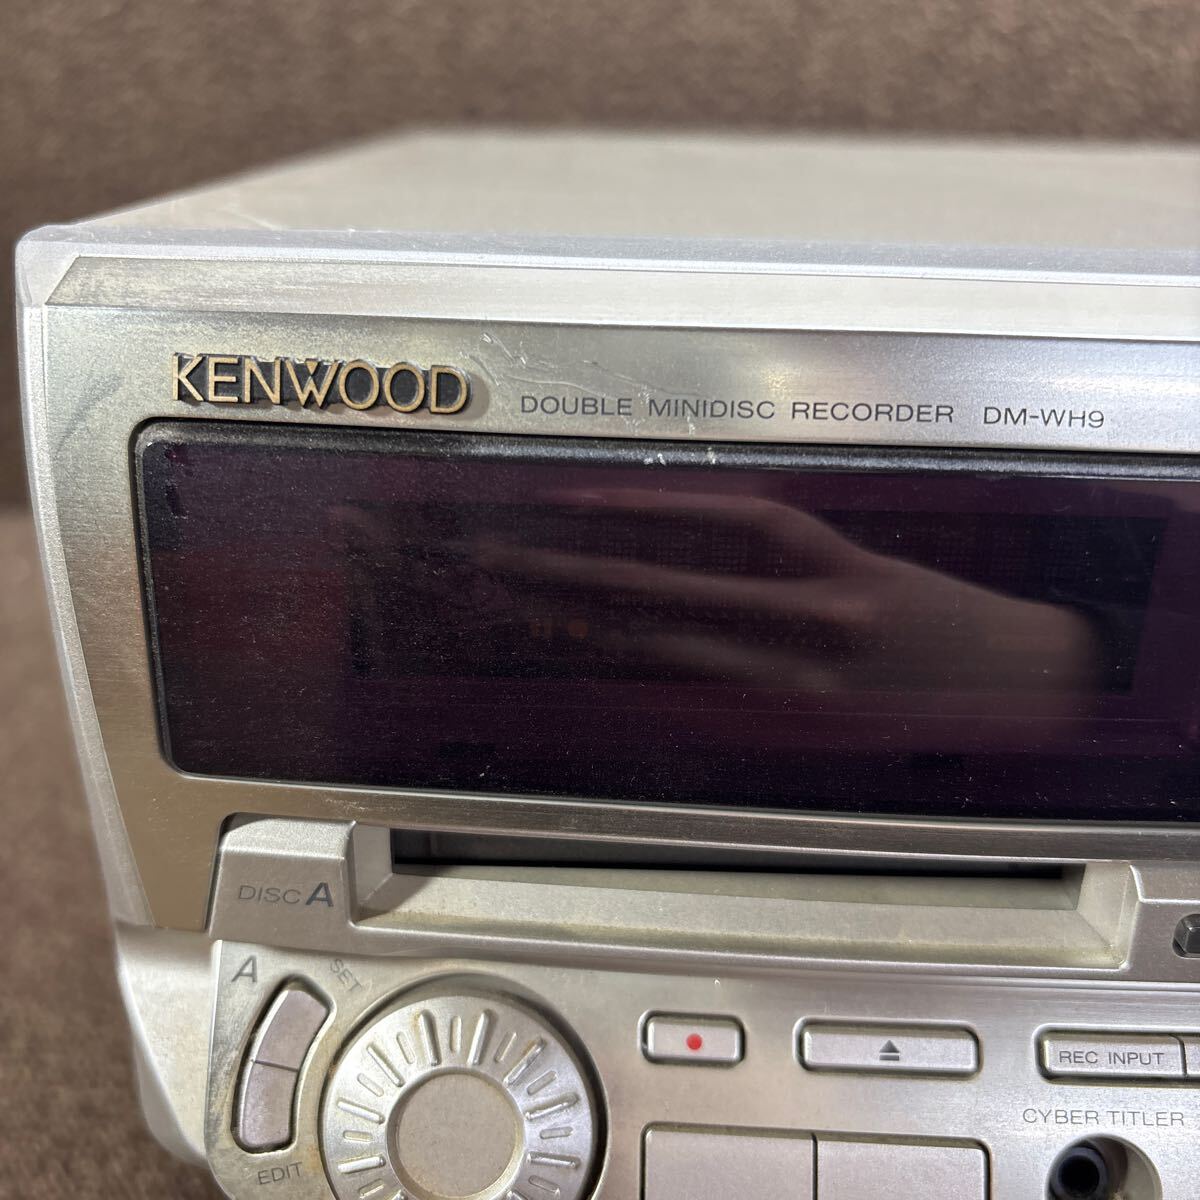 KENWOOD
DOUBLE MINIDISC RECORDER DM-WH9
DISC A
A
SET
EDIT
REC INPUT
CYBER TITLER